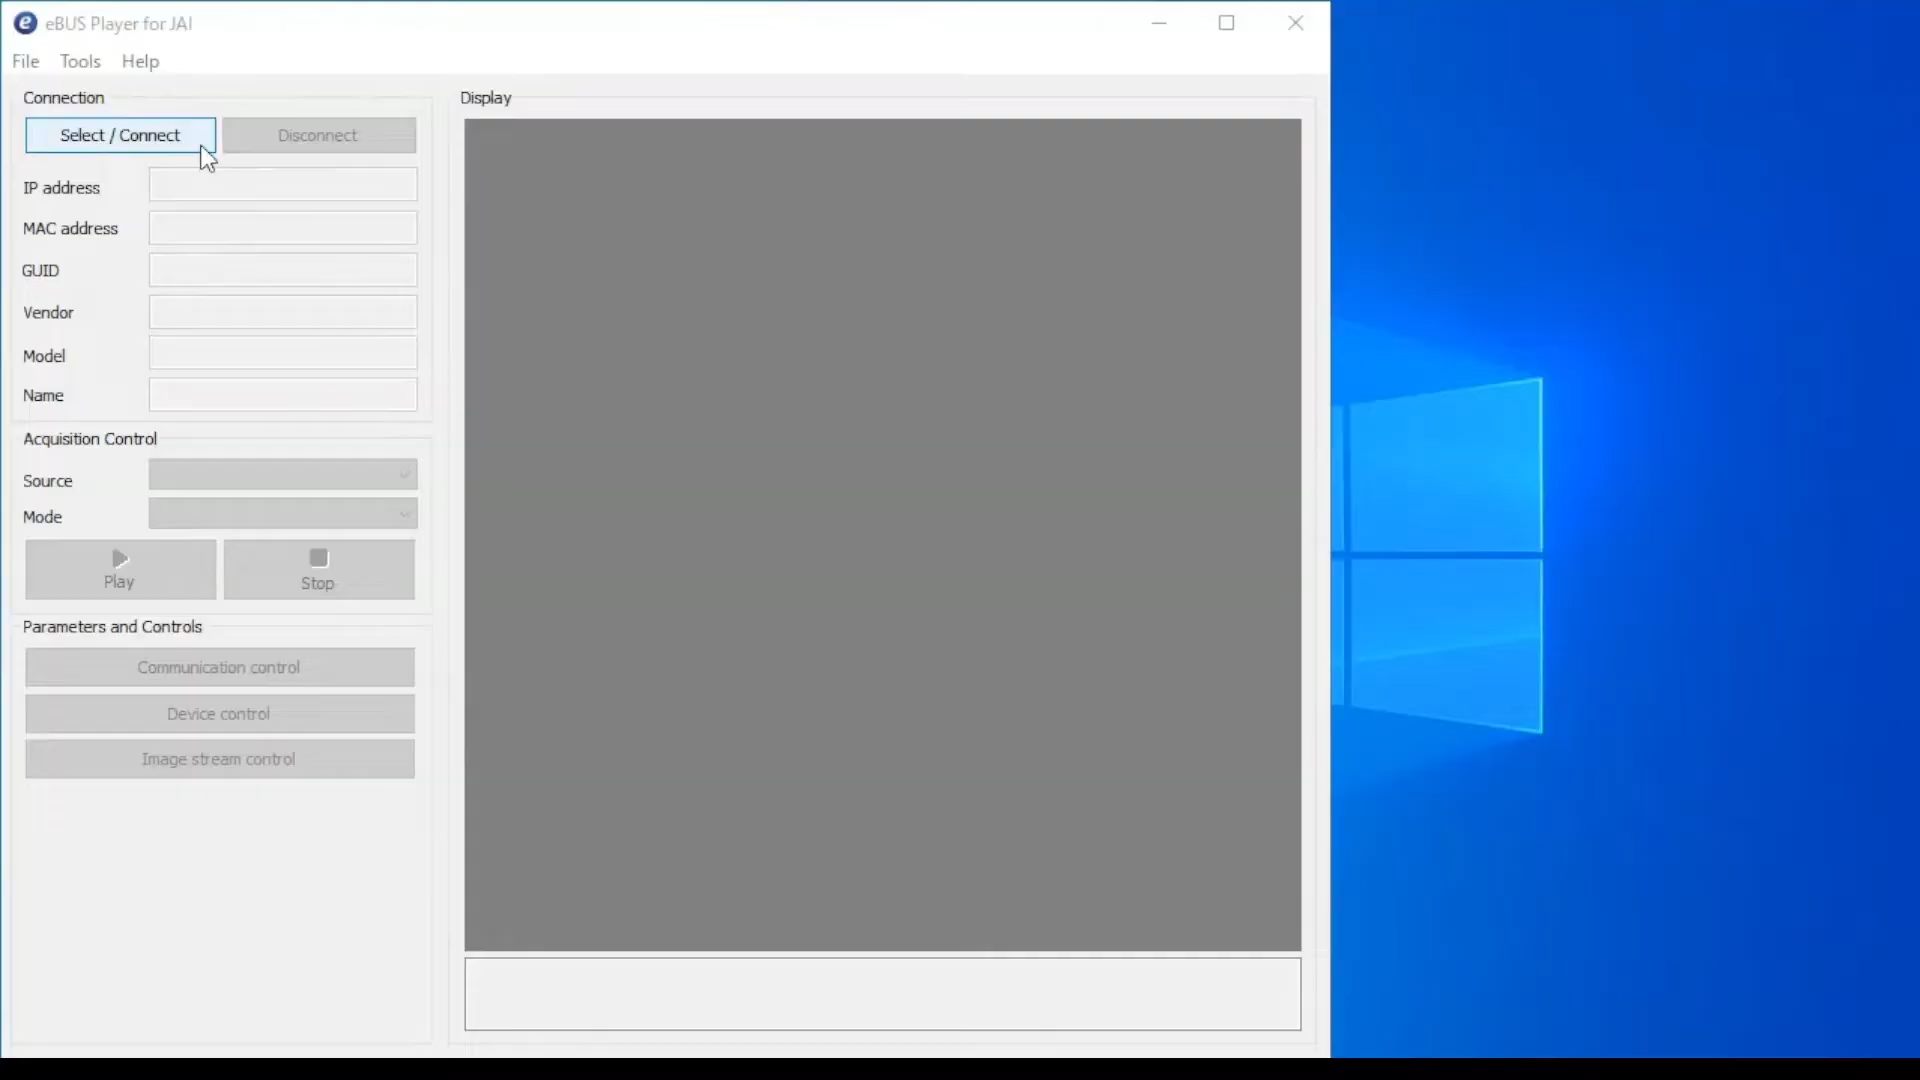 eBUS Player for JAI
File Tools Help
Connection
Select / Connect Disconnect
IP address
MAC address
GUID
Vendor
Model
Name
Acquisition Control
Source
Mode
Play Stop
Parameters and Controls
Communication control
Device control
Image stream control
Display